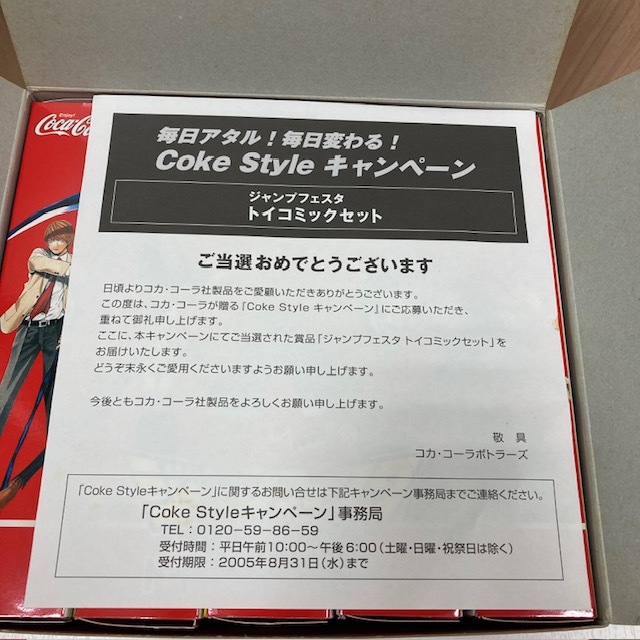 Enjoy!
Coca-Co
毎日アタル！毎日変わる！
Coke Style キャンペーン
ジャンプフェスタ
トイコミックセット
ご当選おめでとうございます
日頃よりコカ・コーラ社製品をご愛顧いただきありがとうございます。
この度は、コカ・コーラが贈る「Coke Style キャンペーン」にご応募いただき、
重ねて御礼申し上げます。
ここに、本キャンペーンにてご当選された賞品「ジャンプフェスタ トイコミックセット」を
お届けいたします。
どうぞ末永くご愛用くださいますようお願い申し上げます。
今後ともコカ・コーラ社製品をよろしくお願い申し上げます。
敬 具
コカ・コーラボトラーズ
「Coke Styleキャンペーン」に関するお問い合せは下記キャンペーン事務局までご連絡ください。
「Coke Styleキャンペーン」事務局
TEL：0120−59−86−59
受付時間：平日午前10:00〜午後6:00（土曜・日曜・祝祭日は除く）
受付期限：2005年8月31日（水）まで